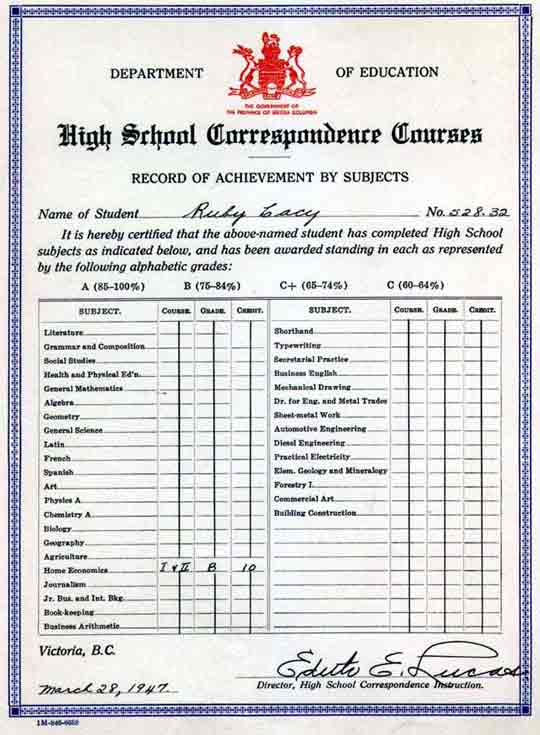 DEPARTMENT OF EDUCATION
THE GOVERNMENT OF
THE PROVINCE OF BRITISH COLUMBIA
High School Correspondence Courses
RECORD OF ACHIEVEMENT BY SUBJECTS
Name of Student Ruby Lacy No. 528.32
It is hereby certified that the above-named student has completed High School
subjects as indicated below, and has been awarded standing in each as represented
by the following alphabetic grades:
A (85-100%) B (75-84%) C+ (65-74%) C (60-64%)
SUBJECT. COURSE. GRADE. CREDIT. SUBJECT. COURSE. GRADE. CREDIT.
Literature
Grammar and Composition
Social Studies
Health and Physical Ed'n.
General Mathematics
Algebra
Geometry
General Science
Latin
French
Spanish
Art
Physics A
Chemistry A
Biology
Geography
Agriculture
Home Economics I & II B 10
Journalism
Jr. Bus. and Int. Bkg.
Book-keeping
Business Arithmetic
Shorthand
Typewriting
Secretarial Practice
Business English
Mechanical Drawing
Dr. for Eng. and Metal Trades
Sheet-metal Work
Automotive Engineering
Diesel Engineering
Practical Electricity
Elem. Geology and Mineralogy
Forestry I.
Commercial Art
Building Construction
Victoria, B.C.
Edith E. Lucas
March 28, 1947.
Director, High School Correspondence Instruction.